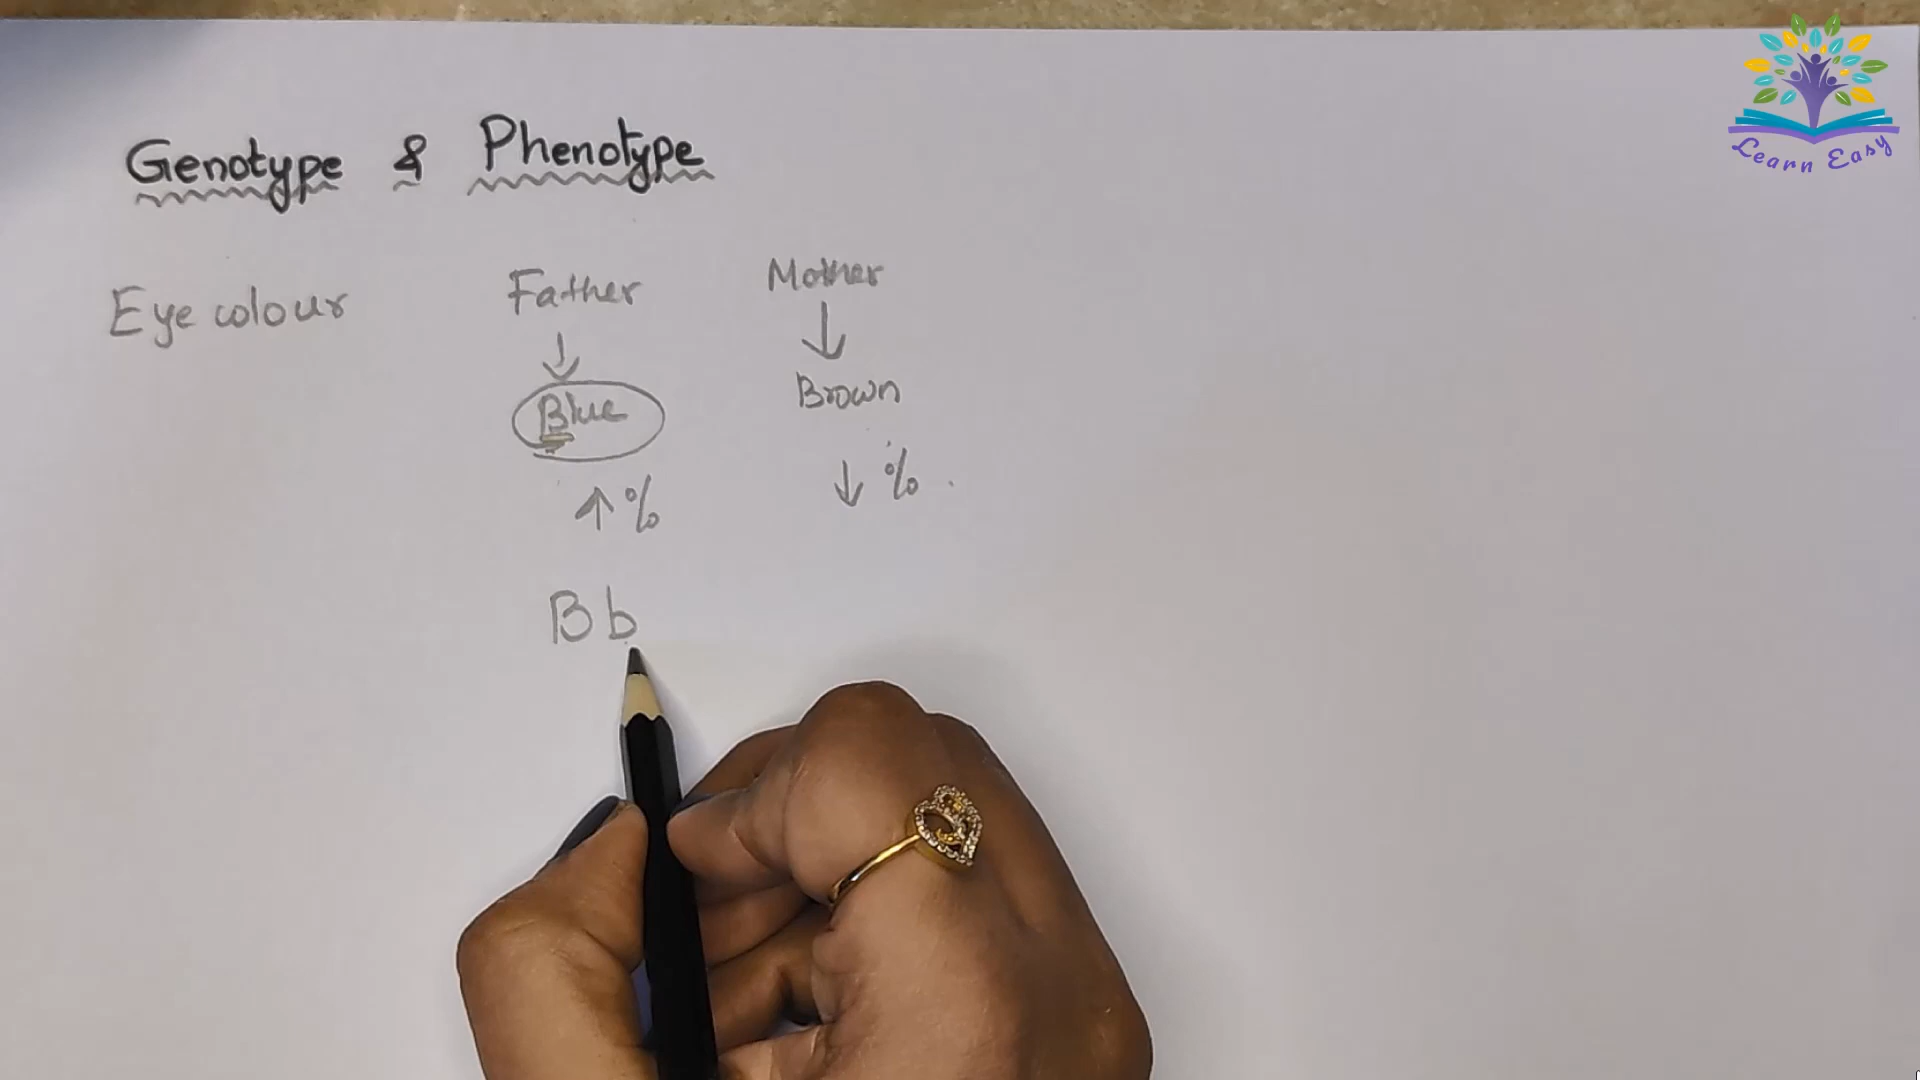 Learn Easy
Genotype & Phenotype
Eye colour Father Mother
↓ ↓
Blue Brown
↑ % ↓ %
Bb